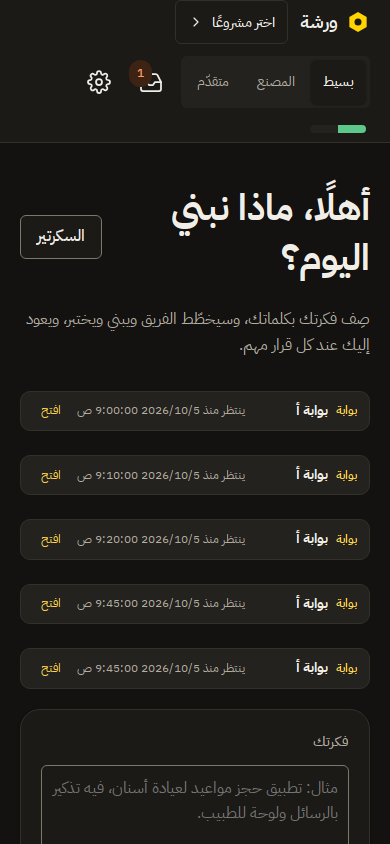 ورشة
اختر مشروعًا
بسيط
المصنع
متقدّم
1
أهلًا، ماذا نبني
اليوم؟
السكرتير
صِف فكرتك بكلماتك، وسيخطّط الفريق ويبني ويختبر، ويعود
إليك عند كل قرار مهم.
بوابة بوابة أ ينتظر منذ 2026/10/5 9:00:00 ص افتح
بوابة بوابة أ ينتظر منذ 2026/10/5 9:10:00 ص افتح
بوابة بوابة أ ينتظر منذ 2026/10/5 9:20:00 ص افتح
بوابة بوابة أ ينتظر منذ 2026/10/5 9:45:00 ص افتح
بوابة بوابة أ ينتظر منذ 2026/10/5 9:45:00 ص افتح
فكرتك
مثال: تطبيق حجز مواعيد لعيادة أسنان، فيه تذكير
بالرسائل ولوحة للطبيب.